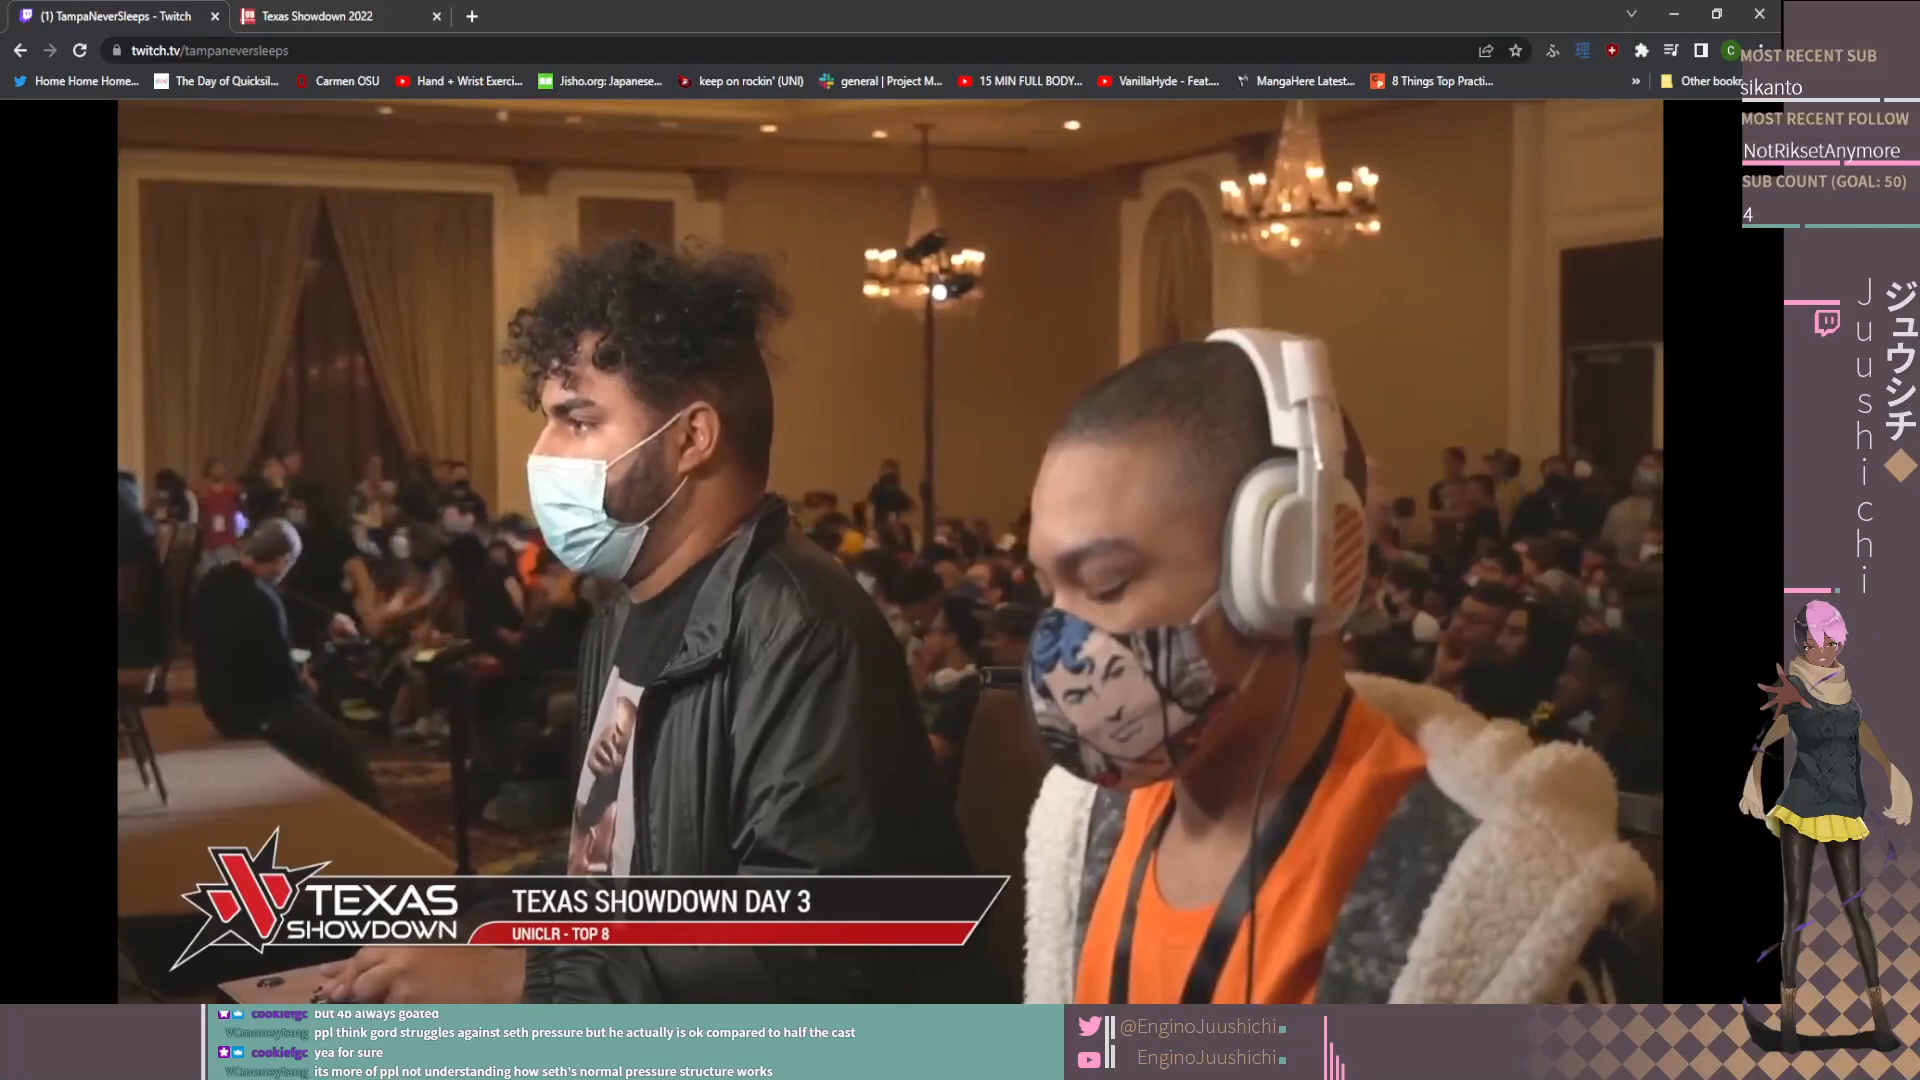 (1) TampaNeverSleeps - Twitch
Texas Showdown 2022
twitch.tv/tampaneversleeps
C
Home Home Home...
The Day of Quicksil...
Carmen OSU
Hand + Wrist Exerci...
Jisho.org: Japanese...
keep on rockin' (UNI)
general | Project M...
15 MIN FULL BODY...
VanillaHyde - Feat...
MangaHere Latest...
8 Things Top Practi...
»
Other bookr
MOST RECENT SUB
sikanto
MOST RECENT FOLLOW
NotRiksetAnymore
SUB COUNT (GOAL: 50)
4
ジュウシチ
Juushichi
TEXAS
SHOWDOWN
TEXAS SHOWDOWN DAY 3
UNICLR - TOP 8
cookiefgc but 4b always goated
VCmoneytang ppl think gord struggles against seth pressure but he actually is ok compared to half the cast
cookiefgc yea for sure
VCmoneytang its more of ppl not understanding how seth's normal pressure structure works
@EnginoJuushichi
EnginoJuushichi